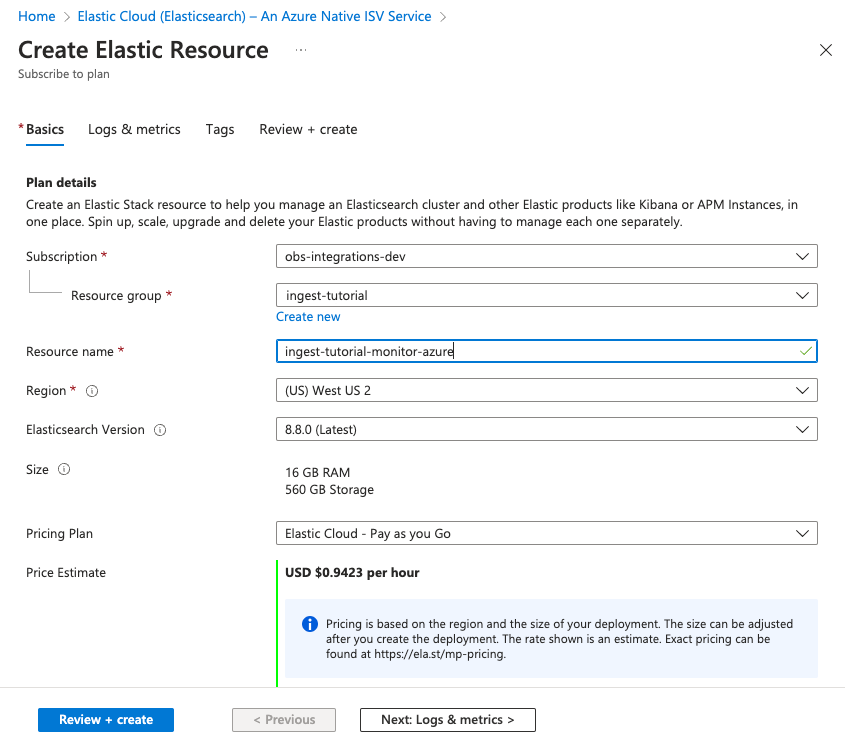 Home > Elastic Cloud (Elasticsearch) – An Azure Native ISV Service >
Create Elastic Resource ...
Subscribe to plan
* Basics Logs & metrics Tags Review + create
Plan details
Create an Elastic Stack resource to help you manage an Elasticsearch cluster and other Elastic products like Kibana or APM Instances, in
one place. Spin up, scale, upgrade and delete your Elastic products without having to manage each one separately.
Subscription * obs-integrations-dev
Resource group * ingest-tutorial
Create new
Resource name * ingest-tutorial-monitor-azure
Region * (US) West US 2
Elasticsearch Version 8.8.0 (Latest)
Size
16 GB RAM
560 GB Storage
Pricing Plan Elastic Cloud - Pay as you Go
Price Estimate USD $0.9423 per hour
Pricing is based on the region and the size of your deployment. The size can be adjusted
after you create the deployment. The rate shown is an estimate. Exact pricing can be
found at https://ela.st/mp-pricing.
Review + create < Previous Next: Logs & metrics >